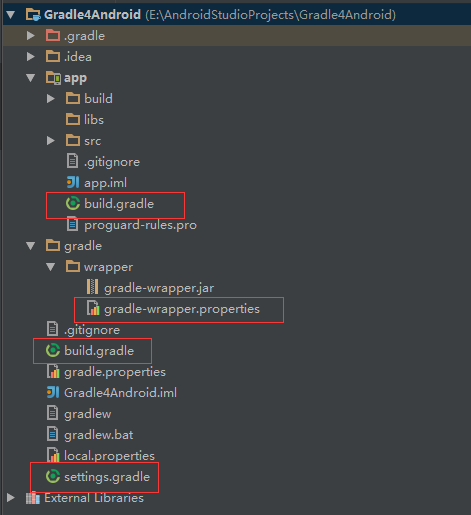 Gradle4Android (E:\AndroidStudioProjects\Gradle4Android)
.gradle
.idea
app
build
libs
src
.gitignore
app.iml
build.gradle
proguard-rules.pro
gradle
wrapper
gradle-wrapper.jar
gradle-wrapper.properties
.gitignore
build.gradle
gradle.properties
Gradle4Android.iml
gradlew
gradlew.bat
local.properties
settings.gradle
External Libraries